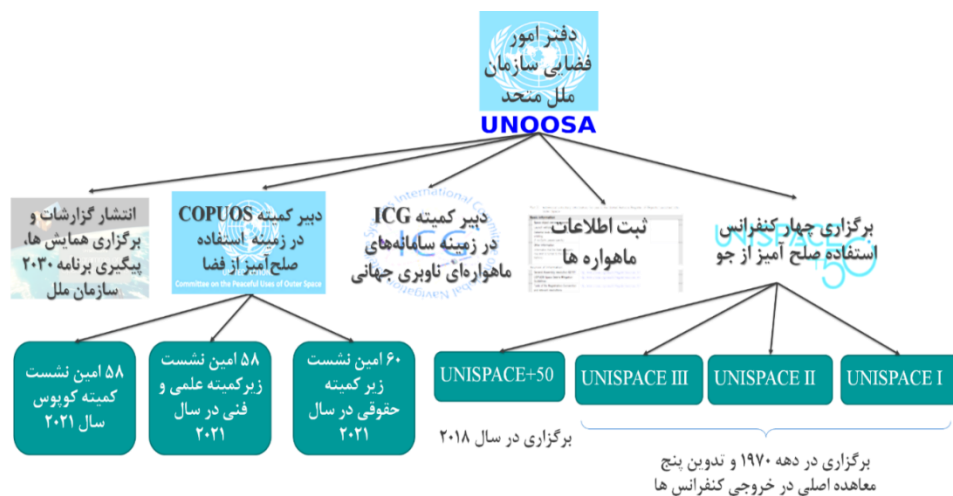 دفتر امور
فضایی سازمان
ملل متحد
UNOOSA
برگزاری چهار کنفرانس
استفاده صلح آمیز از جو
UNISPACE
+50
ثبت اطلاعات
ماهواره ها
دبیر کمیته ICG
در زمینه سامانه‌های
ماهواره‌ای ناوبری جهانی
ICG
دبیر کمیته COPUOS
در زمینه استفاده
صلح‌آمیز از فضا
Committee on the Peaceful Uses of Outer Space
انتشار گزارشات و
برگزاری همایش ها،
پیگیری برنامه ۲۰۳۰
سازمان ملل
UNISPACE I
UNISPACE II
UNISPACE III
UNISPACE+50
۶۰ امین نشست
زیر کمیته
حقوقی در سال
۲۰۲۱
۵۸ امین نشست
زیرکمیته علمی و
فنی در سال
۲۰۲۱
۵۸ امین نشست
کمیته کوپوس
سال ۲۰۲۱
برگزاری در دهه ۱۹۷۰ و تدوین پنج
معاهده اصلی در خروجی کنفرانس ها
برگزاری در سال ۲۰۱۸